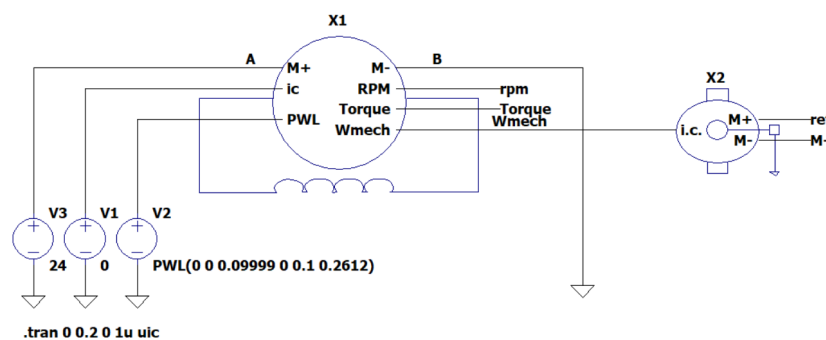 X1
A
M+
M-
B
ic
RPM
rpm
X2
Torque
Torque
PWL
Wmech
Wmech
i.c.
M+
M-
V3
V1
V2
24
0
PWL(0 0 0.09999 0 0.1 0.2612)
.tran 0 0.2 0 1u uic